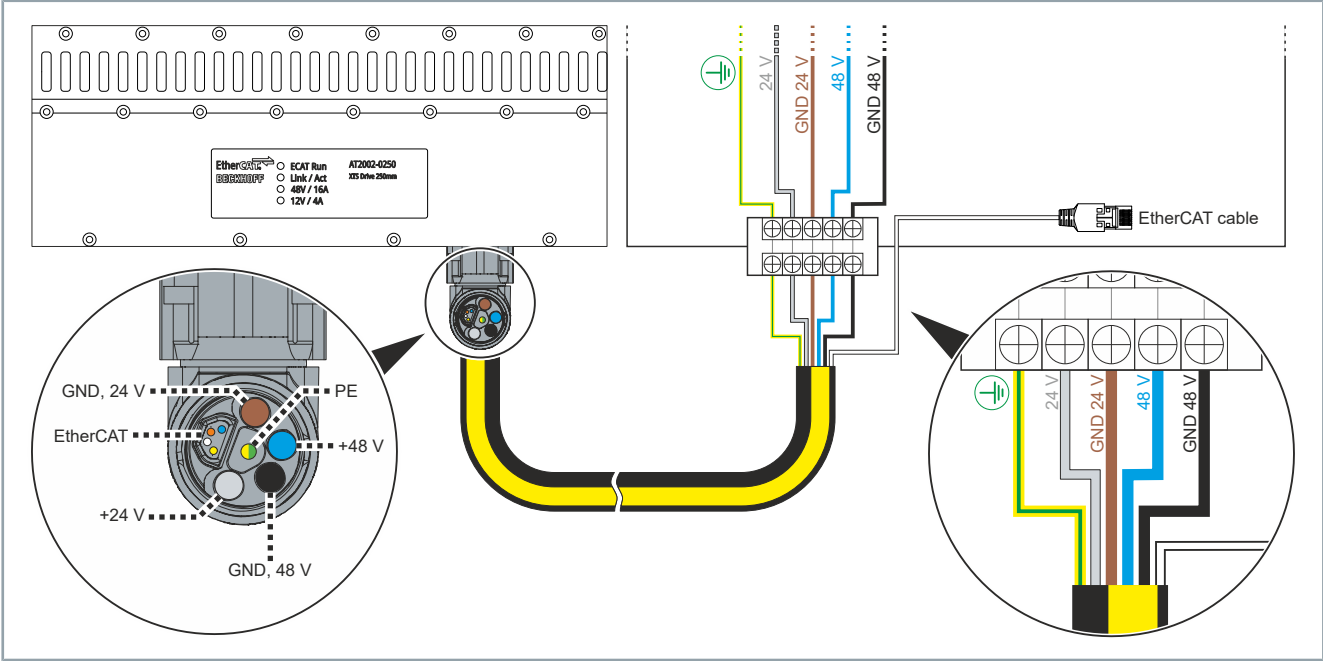 EtherCAT
BECKHOFF
ECAT Run
Link / Act
48V / 16A
12V / 4A
AT2002-0250
XTS Drive 250mm
24 V
GND 24 V
48 V
GND 48 V
EtherCAT cable
GND, 24 V
PE
EtherCAT
+48 V
+24 V
GND, 48 V
24 V
GND 24 V
48 V
GND 48 V